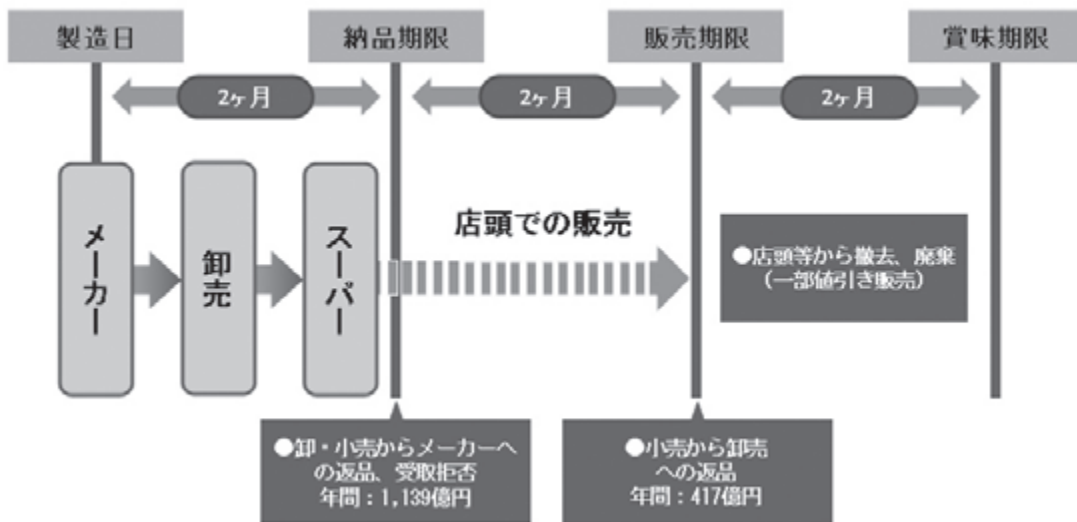 製造日
納品期限
販売期限
賞味期限
2ヶ月
2ヶ月
2ヶ月
メーカー
卸売
スーパー
店頭での販売
●店頭等から撤去、廃棄
(一部値引き販売)
●卸・小売からメーカーへ
の返品、受取拒否
年間:1,139億円
●小売から卸売
への返品
年間:417億円